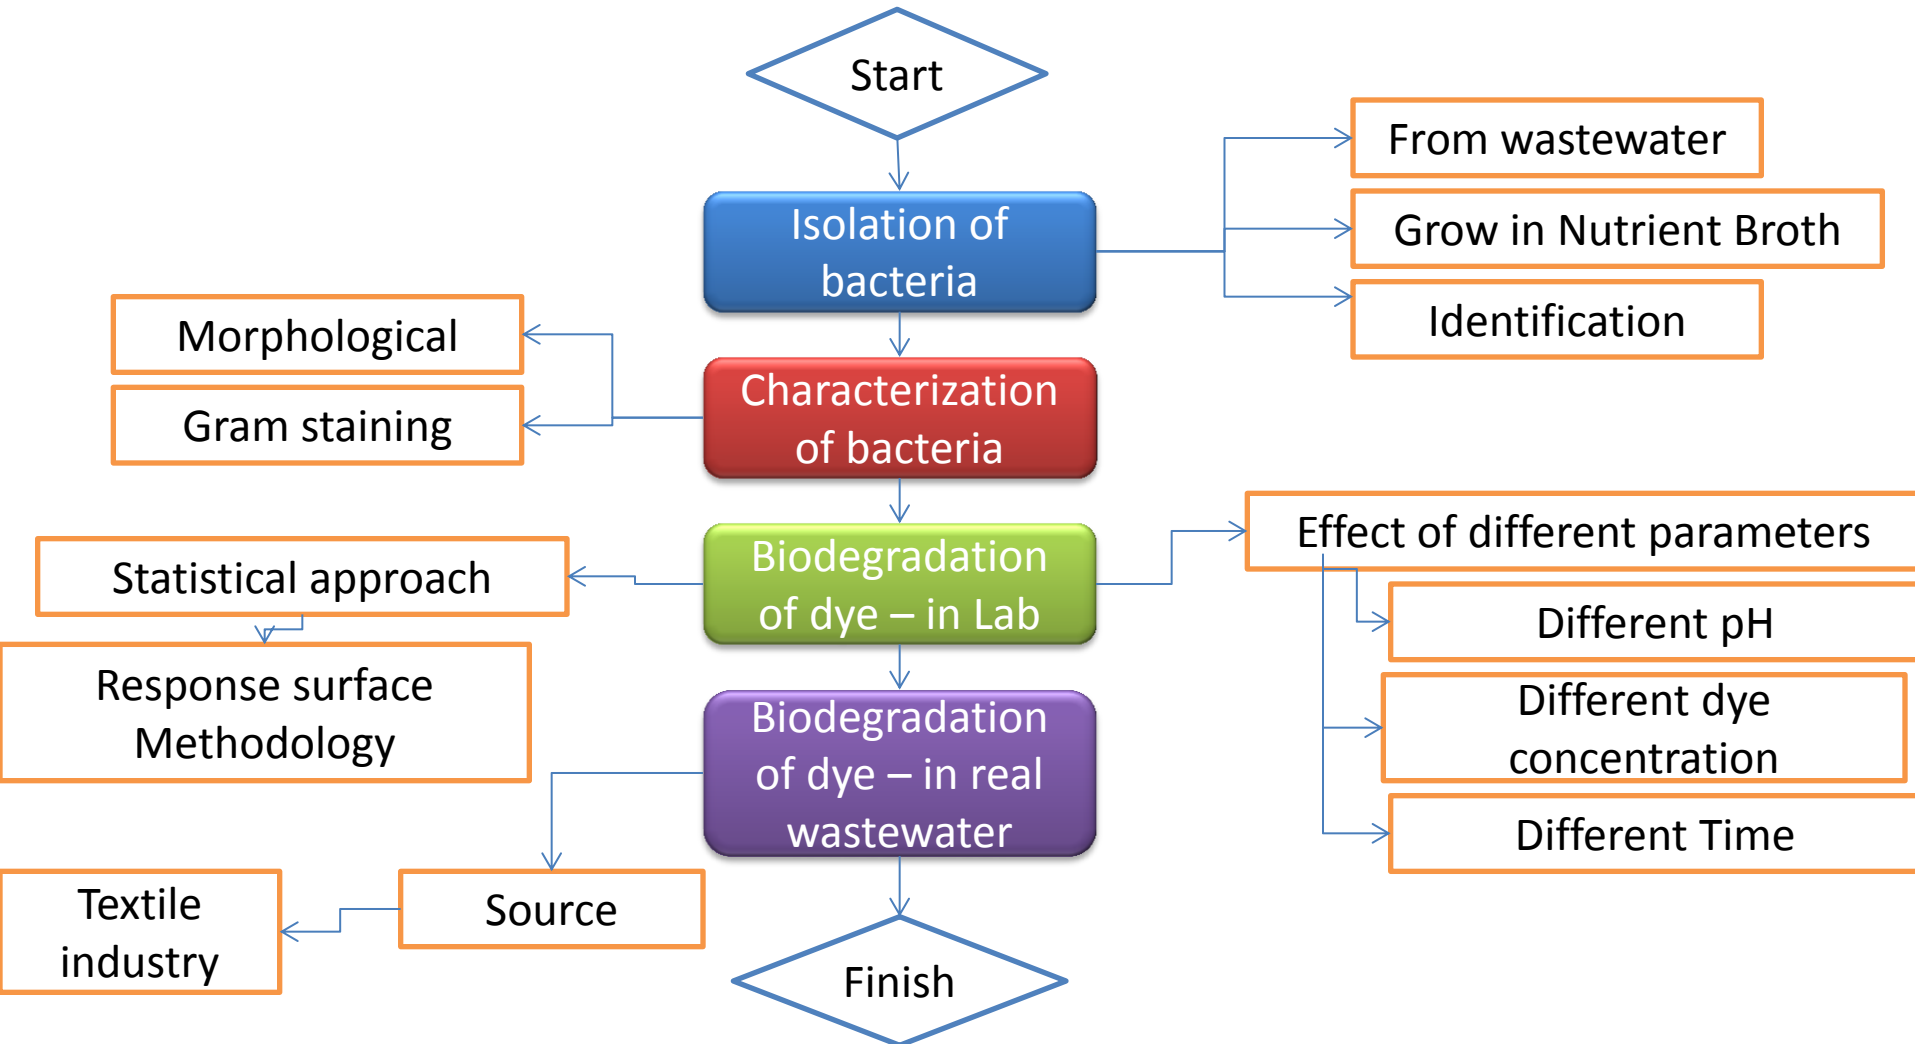 Start
From wastewater
Isolation of
bacteria
Grow in Nutrient Broth
Identification
Morphological
Gram staining
Characterization
of bacteria
Effect of different parameters
Statistical approach
Biodegradation
of dye – in Lab
Different pH
Response surface
Methodology
Different dye
concentration
Biodegradation
of dye – in real
wastewater
Different Time
Textile
industry
Source
Finish